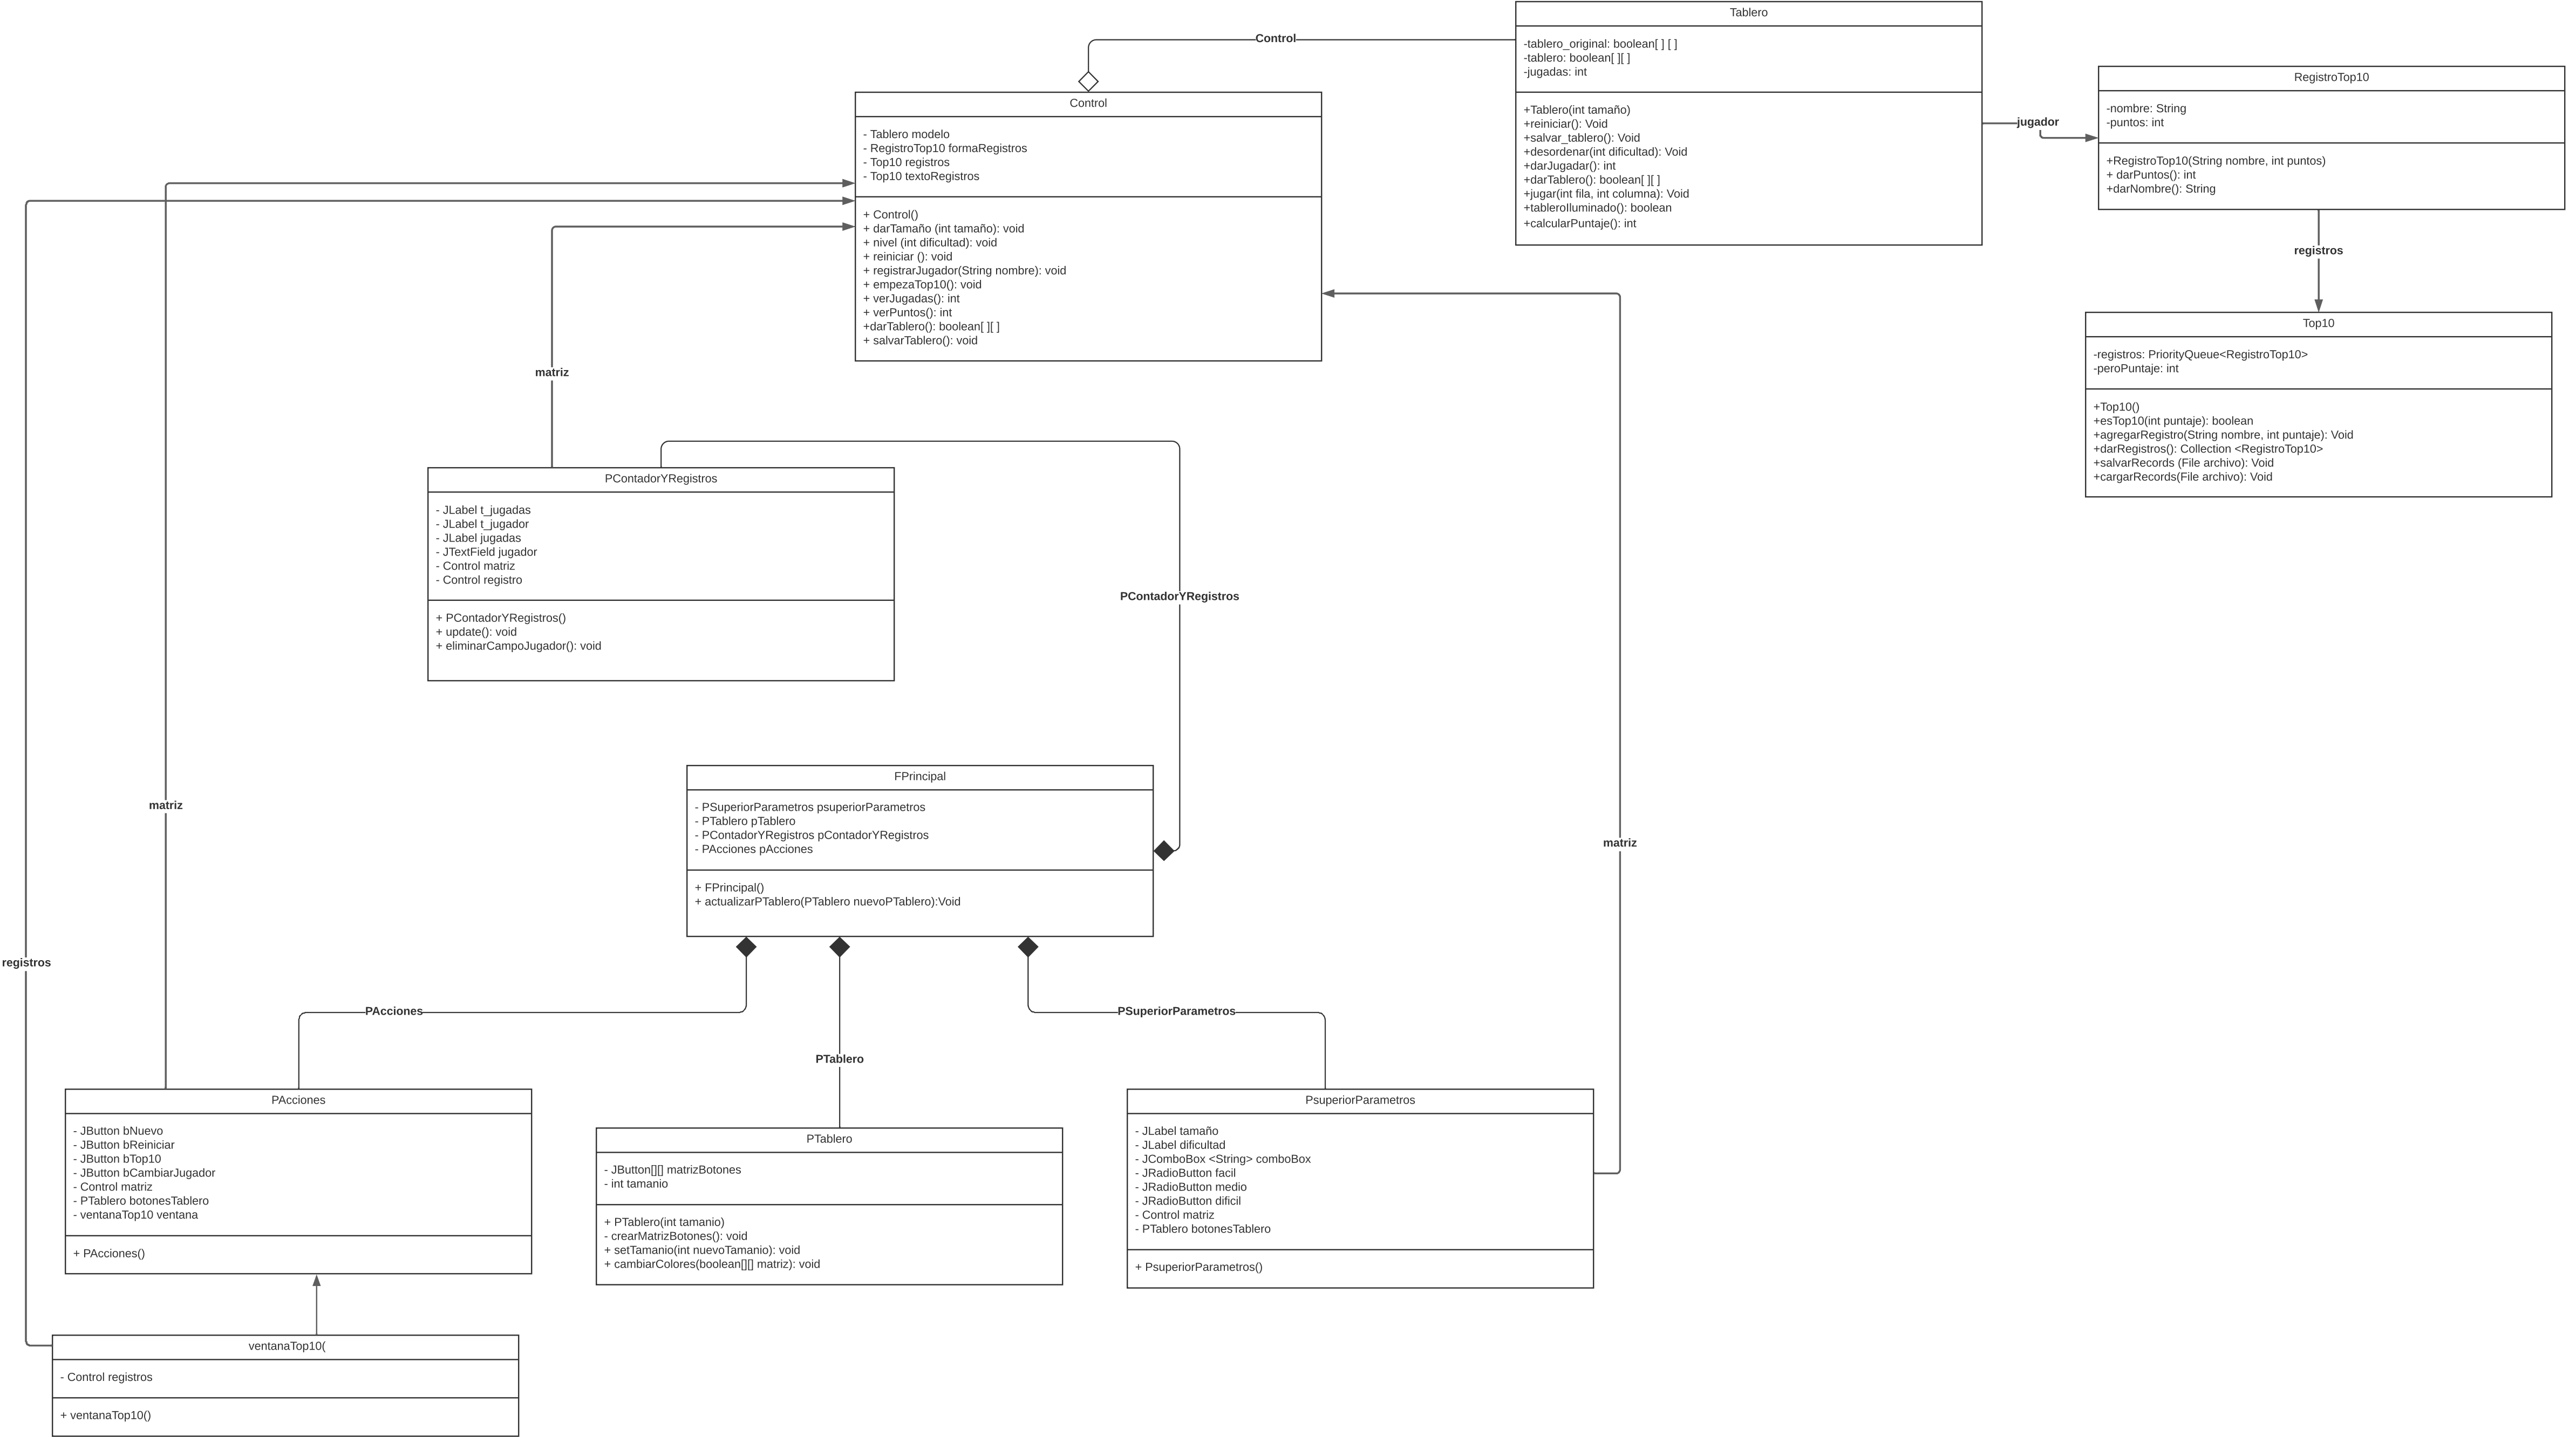 Tablero
-tablero_original: boolean[ ] [ ]
-tablero: boolean[ ][ ]
-jugadas: int
+Tablero(int tamaño)
+reiniciar(): Void
+salvar_tablero(): Void
+desordenar(int dificultad): Void
+darJugadar(): int
+darTablero(): boolean[ ][ ]
+jugar(int fila, int columna): Void
+tableroIluminado(): boolean
+calcularPuntaje(): int
Control
jugador
RegistroTop10
-nombre: String
-puntos: int
+RegistroTop10(String nombre, int puntos)
+ darPuntos(): int
+darNombre(): String
registros
Top10
-registros: PriorityQueue<RegistroTop10>
-peroPuntaje: int
+Top10()
+esTop10(int puntaje): boolean
+agregarRegistro(String nombre, int puntaje): Void
+darRegistros(): Collection <RegistroTop10>
+salvarRecords (File archivo): Void
+cargarRecords(File archivo): Void
Control
- Tablero modelo
- RegistroTop10 formaRegistros
- Top10 registros
- Top10 textoRegistros
+ Control()
+ darTamaño (int tamaño): void
+ nivel (int dificultad): void
+ reiniciar (): void
+ registrarJugador(String nombre): void
+ empezaTop10(): void
+ verJugadas(): int
+ verPuntos(): int
+darTablero(): boolean[ ][ ]
+ salvarTablero(): void
matriz
PContadorYRegistros
- JLabel t_jugadas
- JLabel t_jugador
- JLabel jugadas
- JTextField jugador
- Control matriz
- Control registro
+ PContadorYRegistros()
+ update(): void
+ eliminarCampoJugador(): void
PContadorYRegistros
FPrincipal
- PSuperiorParametros psuperiorParametros
- PTablero pTablero
- PContadorYRegistros pContadorYRegistros
- PAcciones pAcciones
+ FPrincipal()
+ actualizarPTablero(PTablero nuevoPTablero):Void
matriz
matriz
registros
PAcciones
PSuperiorParametros
PTablero
PAcciones
- JButton bNuevo
- JButton bReiniciar
- JButton bTop10
- JButton bCambiarJugador
- Control matriz
- PTablero botonesTablero
- ventanaTop10 ventana
+ PAcciones()
PTablero
- JButton[][] matrizBotones
- int tamanio
+ PTablero(int tamanio)
- crearMatrizBotones(): void
+ setTamanio(int nuevoTamanio): void
+ cambiarColores(boolean[][] matriz): void
PsuperiorParametros
- JLabel tamaño
- JLabel dificultad
- JComboBox <String> comboBox
- JRadioButton facil
- JRadioButton medio
- JRadioButton dificil
- Control matriz
- PTablero botonesTablero
+ PsuperiorParametros()
ventanaTop10(
- Control registros
+ ventanaTop10()